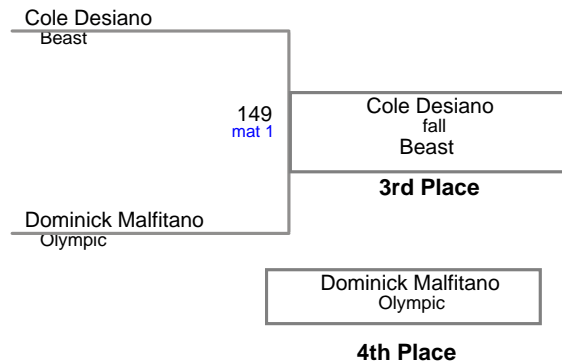 Cole Desiano
Beast
149
mat 1
Cole Desiano
fall
Beast
3rd Place
Dominick Malfitano
Olympic
Dominick Malfitano
Olympic
4th Place